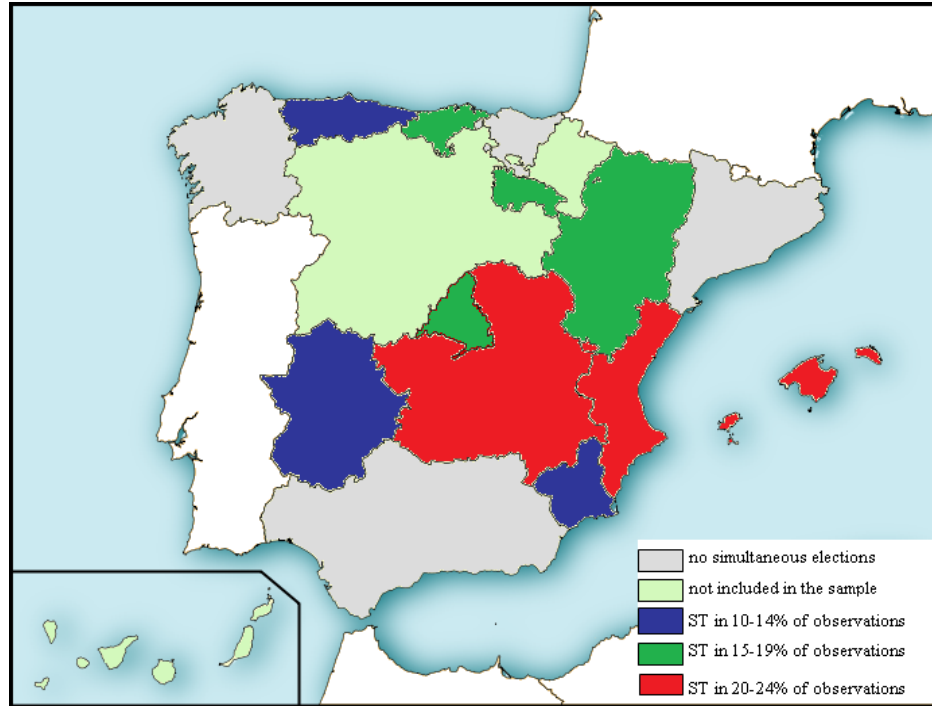 no simultaneous elections
not included in the sample
ST in 10-14% of observations
ST in 15-19% of observations
ST in 20-24% of observations